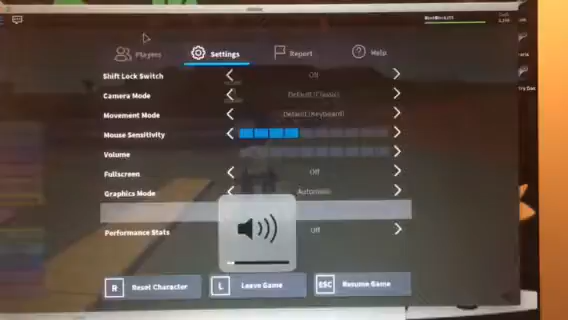 Players
Settings
Report
Help
Shift Lock Switch
Camera Mode Default (Classic)
Movement Mode Default (Keyboard)
Mouse Sensitivity
Volume
Fullscreen Off
Graphics Mode Automatic
Performance Stats Off
R Reset Character
L Leave Game
ESC Resume Game